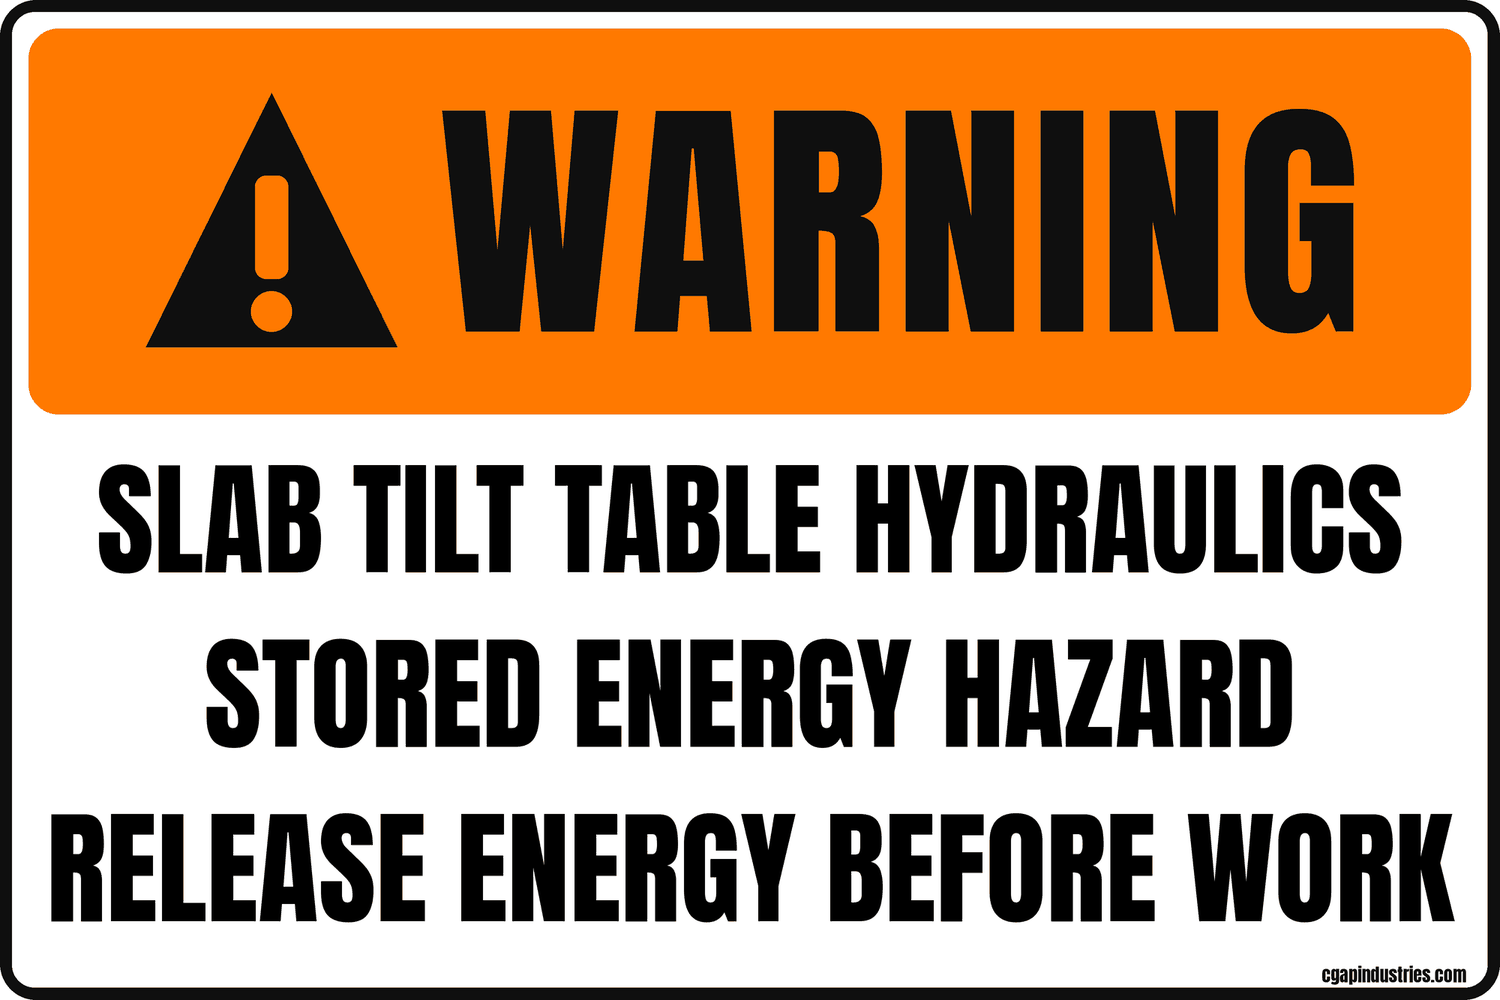 WARNING
SLAB TILT TABLE HYDRAULICS
STORED ENERGY HAZARD
RELEASE ENERGY BEFORE WORK
cgapindustries.com